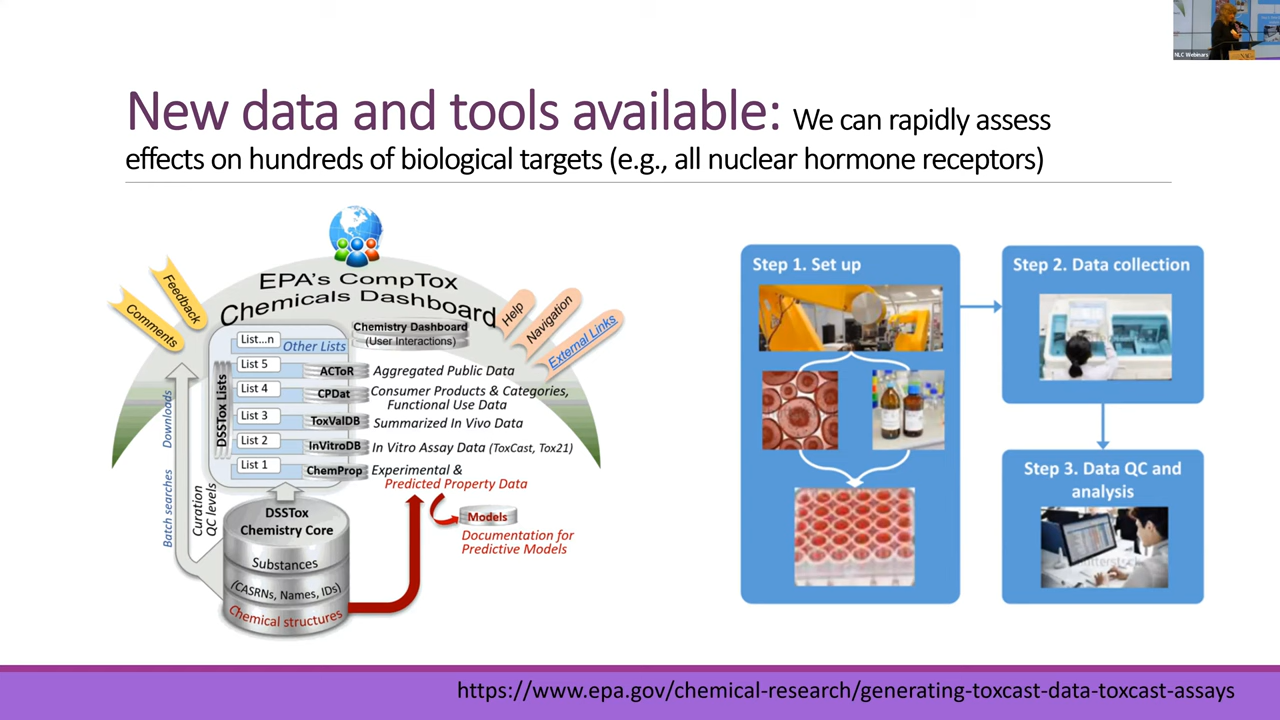 NLC Webinars
New data and tools available: We can rapidly assess
effects on hundreds of biological targets (e.g., all nuclear hormone receptors)
EPA's CompTox
Chemicals Dashboard
Feedback
Comments
Help
Navigation
External Links
Chemistry Dashboard
(User Interactions)
List...n
Other Lists
List 5
ACToR
Aggregated Public Data
List 4
CPDat
Consumer Products & Categories,
Functional Use Data
List 3
ToxValDB
Summarized In Vivo Data
List 2
InVitroDB
In Vitro Assay Data (ToxCast, Tox21)
List 1
ChemProp
Experimental &
Predicted Property Data
DSSTox Lists
Downloads
Batch searches
Curation
QC levels
Models
Documentation for
Predictive Models
DSSTox
Chemistry Core
Substances
(CASRNs, Names, IDs)
Chemical structures
Step 1. Set up
Step 2. Data collection
Step 3. Data QC and
analysis
https://www.epa.gov/chemical-research/generating-toxcast-data-toxcast-assays